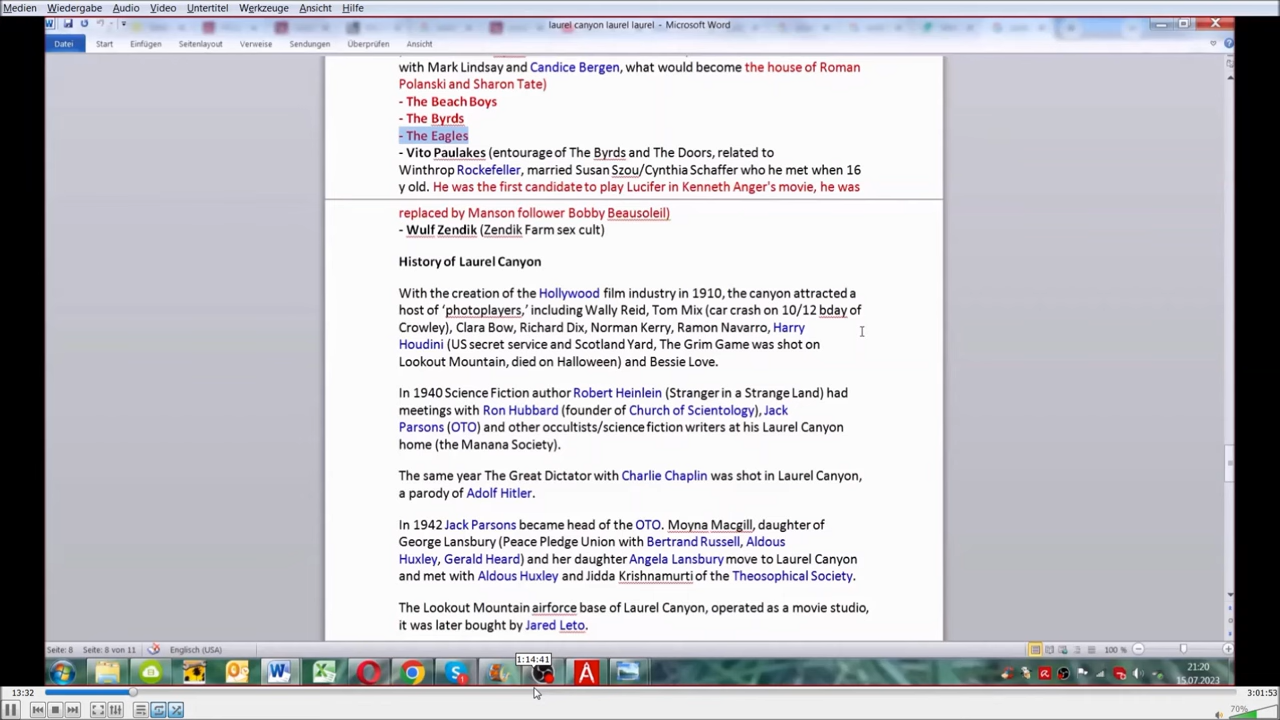 Medien Wiedergabe Audio Video Untertitel Werkzeuge Ansicht Hilfe
laurel canyon laurel laurel - Microsoft Word
Datei Start Einfügen Seitenlayout Verweise Sendungen Überprüfen Ansicht
with Mark Lindsay and Candice Bergen, what would become the house of Roman
Polanski and Sharon Tate)
- The Beach Boys
- The Byrds
- The Eagles
- Vito Paulakes (entourage of The Byrds and The Doors, related to
Winthrop Rockefeller, married Susan Szou/Cynthia Schaffer who he met when 16
y old. He was the first candidate to play Lucifer in Kenneth Anger's movie, he was
replaced by Manson follower Bobby Beausoleil)
- Wulf Zendik (Zendik Farm sex cult)
History of Laurel Canyon
With the creation of the Hollywood film industry in 1910, the canyon attracted a
host of ‘photoplayers,’ including Wally Reid, Tom Mix (car crash on 10/12 bday of
Crowley), Clara Bow, Richard Dix, Norman Kerry, Ramon Navarro, Harry
Houdini (US secret service and Scotland Yard, The Grim Game was shot on
Lookout Mountain, died on Halloween) and Bessie Love.
In 1940 Science Fiction author Robert Heinlein (Stranger in a Strange Land) had
meetings with Ron Hubbard (founder of Church of Scientology), Jack
Parsons (OTO) and other occultists/science fiction writers at his Laurel Canyon
home (the Manana Society).
The same year The Great Dictator with Charlie Chaplin was shot in Laurel Canyon,
a parody of Adolf Hitler.
In 1942 Jack Parsons became head of the OTO. Moyna Macgill, daughter of
George Lansbury (Peace Pledge Union with Bertrand Russell, Aldous
Huxley, Gerald Heard) and her daughter Angela Lansbury move to Laurel Canyon
and met with Aldous Huxley and Jidda Krishnamurti of the Theosophical Society.
The Lookout Mountain airforce base of Laurel Canyon, operated as a movie studio,
it was later bought by Jared Leto.
Seite: 8 Seite: 8 von 11 Englisch (USA) 100 %
1:14:41
21:20
15.07.2023
13:32 3:01:53
70%